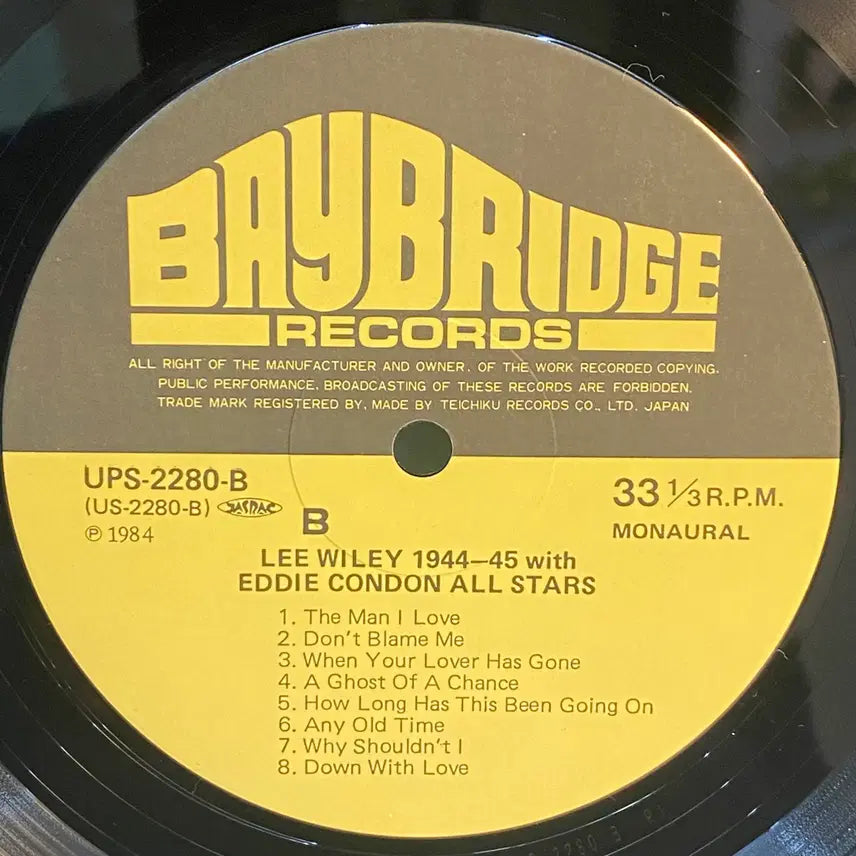 BAYBRIDGE
RECORDS
ALL RIGHT OF THE MANUFACTURER AND OWNER. OF THE WORK RECORDED COPYING.
PUBLIC PERFORMANCE. BROADCASTING OF THESE RECORDS ARE FORBIDDEN.
TRADE MARK REGISTERED BY, MADE BY TEICHIKU RECORDS CO., LTD. JAPAN
UPS-2280-B
(US-2280-B) JASRAC
℗ 1984
B
33 1/3 R.P.M.
MONAURAL
LEE WILEY 1944–45 with
EDDIE CONDON ALL STARS
1. The Man I Love
2. Don't Blame Me
3. When Your Lover Has Gone
4. A Ghost Of A Chance
5. How Long Has This Been Going On
6. Any Old Time
7. Why Shouldn't I
8. Down With Love